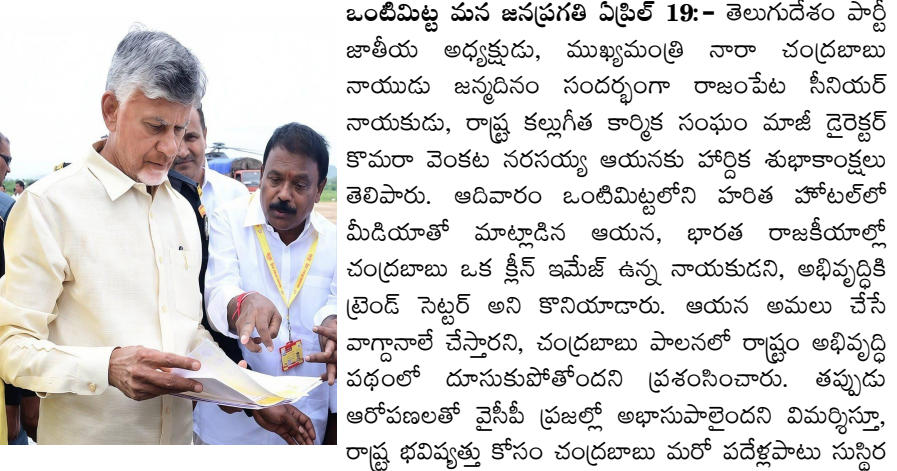 ఒంటిమిట్ట మన జనప్రగతి ఏప్రిల్ 19:- తెలుగుదేశం పార్టీ
జాతీయ అధ్యక్షుడు, ముఖ్యమంత్రి నారా చంద్రబాబు
నాయుడు జన్మదినం సందర్భంగా రాజంపేట సీనియర్
నాయకుడు, రాష్ట్ర కల్లుగీత కార్మిక సంఘం మాజీ డైరెక్టర్
కొమరా వెంకట నరసయ్య ఆయనకు హార్దిక శుభాకాంక్షలు
తెలిపారు. ఆదివారం ఒంటిమిట్టలోని హరిత హోటల్‌లో
మీడియాతో మాట్లాడిన ఆయన, భారత రాజకీయాల్లో
చంద్రబాబు ఒక క్లీన్ ఇమేజ్ ఉన్న నాయకుడని, అభివృద్ధికి
ట్రెండ్ సెట్టర్ అని కొనియాడారు. ఆయన అమలు చేసే
వాగ్దానాలే చేస్తారని, చంద్రబాబు పాలనలో రాష్ట్రం అభివృద్ధి
పథంలో దూసుకుపోతోందని ప్రశంసించారు. తప్పుడు
ఆరోపణలతో వైసీపీ ప్రజల్లో అభాసుపాలైందని విమర్శిస్తూ,
రాష్ట్ర భవిష్యత్తు కోసం చంద్రబాబు మరో పదేళ్లపాటు సుస్థిర